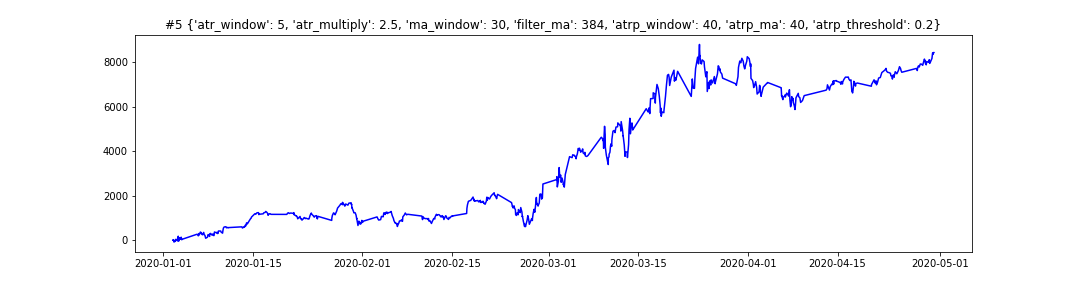 #5 {'atr_window': 5, 'atr_multiply': 2.5, 'ma_window': 30, 'filter_ma': 384, 'atrp_window': 40, 'atrp_ma': 40, 'atrp_threshold': 0.2}
8000
6000
4000
2000
0
2020-01-01 2020-01-15 2020-02-01 2020-02-15 2020-03-01 2020-03-15 2020-04-01 2020-04-15 2020-05-01